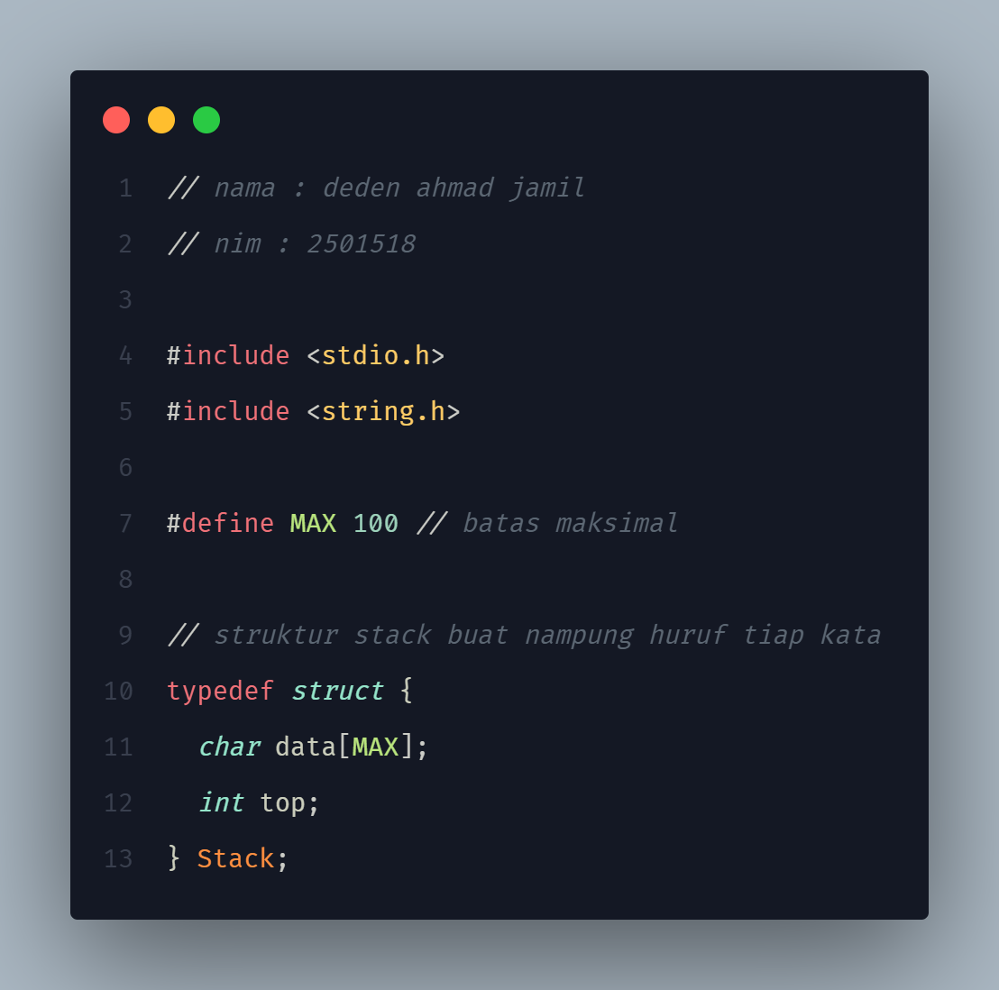 1 // nama : deden ahmad jamil
2 // nim : 2501518
3
4 #include <stdio.h>
5 #include <string.h>
6
7 #define MAX 100 // batas maksimal
8
9 // struktur stack buat nampung huruf tiap kata
10 typedef struct {
11   char data[MAX];
12   int top;
13 } Stack;